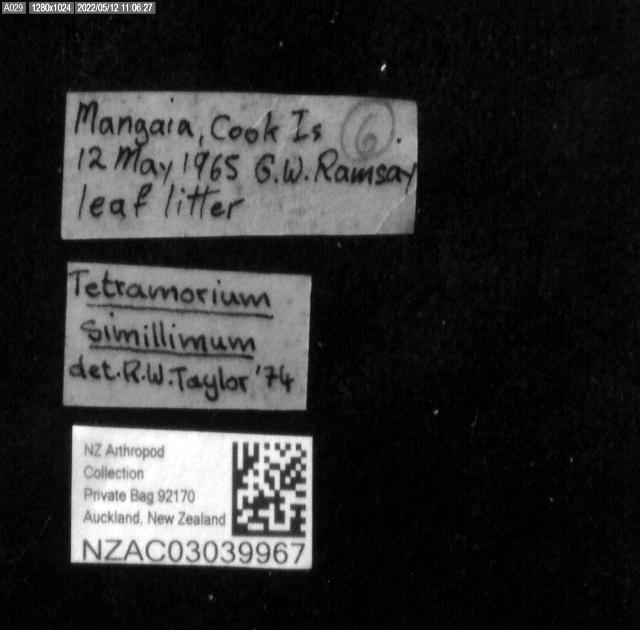 A029 1280x1024 2022/05/12 11:06:27
Mangaia, Cook Is 6.
12 May 1965 G.W. Ramsay
leaf litter
Tetramorium
simillimum
det. R.W. Taylor '74
NZ Arthropod
Collection
Private Bag 92170
Auckland, New Zealand
NZAC03039967